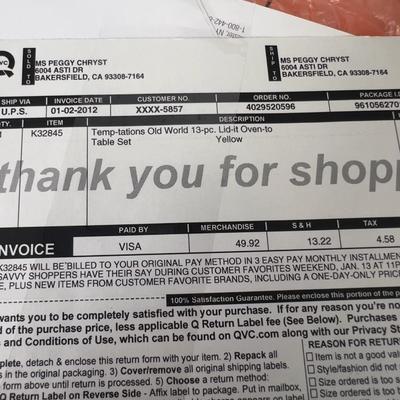 ster, NY
1-800-442-
QVC
SOLD TO
MS PEGGY CHRYST
6004 ASTI DR
BAKERSFIELD, CA 93308-7164
SHIP TO
MS PEGGY CHRYST
6004 ASTI DR
BAKERSFIELD, CA 93308-7164
SHIP VIA INVOICE DATE CUSTOMER NO. ORDER NO. PACKAGE I.
U.P.S. 01-02-2012 XXXX-5857 4029520596 9610562701
TY. ITEM DESCRIPTION
K32845 Temp-tations Old World 13-pc. Lid-it Oven-to
Table Set Yellow
thank you for shopp
PAID BY MERCHANDISE S & H TAX
INVOICE VISA 49.92 13.22 4.58
K32845 WILL BE BILLED TO YOUR ORIGINAL PAY METHOD IN 3 EASY PAY MONTHLY INSTALLMENT
SAVVY SHOPPERS HAVE THEIR SAY DURING CUSTOMER FAVORITES WEEKEND, JAN. 13 AT 11P
E, PLUS NEW ITEMS FROM CUSTOMER FAVORITE BRANDS, INCLUDING A ONE-DAY-ONLY PRICE
100% Satisfaction Guarantee. Please enclose this portion of the p
wants you to be completely satisfied with your purchase. If for any reason you're no
d of the purchase price, less applicable Q Return Label fee (See Below). Purchases
s and Conditions of Use, which can be found on QVC.com along with our Privacy St
plete, detach & enclose this return form with your item. 2) Repack all
in the original packaging. 3) Cover/remove all original shipping labels.
form above until return is processed. 5) Choose a return method:
Q Return Label on Reverse Side - Affix label to package. Put in mailbox,
REASON FOR RETURN
Item is not a good value
Style/fashion did not
Size ordered is too s
Size ordered is too